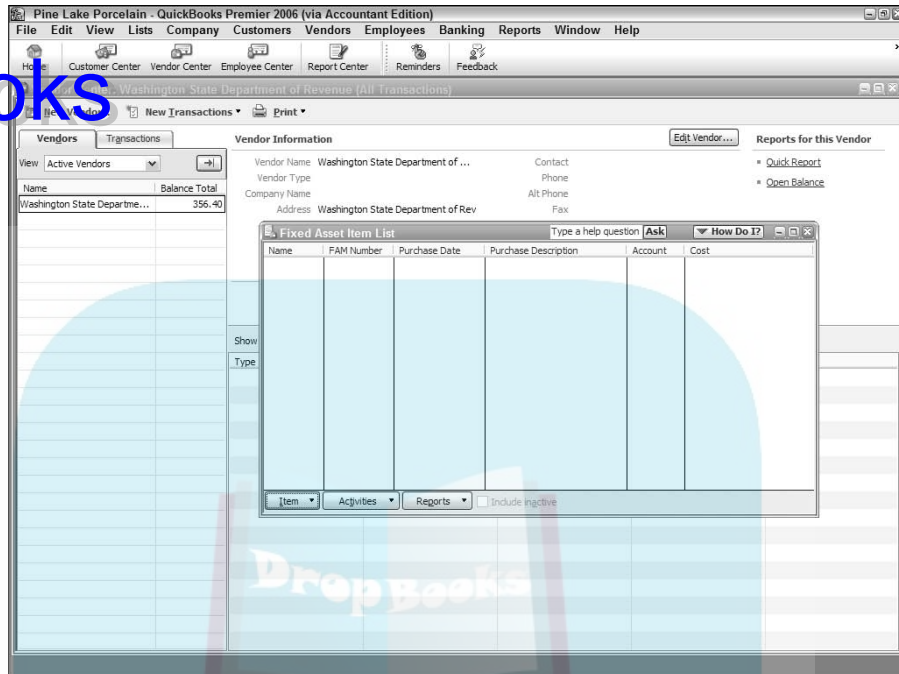 Pine Lake Porcelain - QuickBooks Premier 2006 (via Accountant Edition)
File Edit View Lists Company Customers Vendors Employees Banking Reports Window Help
Home Customer Center Vendor Center Employee Center Report Center Reminders Feedback
oks
Washington State Department of Revenue (All Transactions)
New Vendor New Transactions Print
Vendors Transactions
View Active Vendors
Name Balance Total
Washington State Departme... 356.40
Vendor Information Edit Vendor...
Vendor Name Washington State Department of ... Contact
Vendor Type Phone
Company Name Alt Phone
Address Washington State Department of Rev Fax
Reports for this Vendor
Quick Report
Open Balance
Fixed Asset Item List Type a help question Ask How Do I?
Name FAM Number Purchase Date Purchase Description Account Cost
Show
Type
Item Activities Reports Include inactive
DropBooks